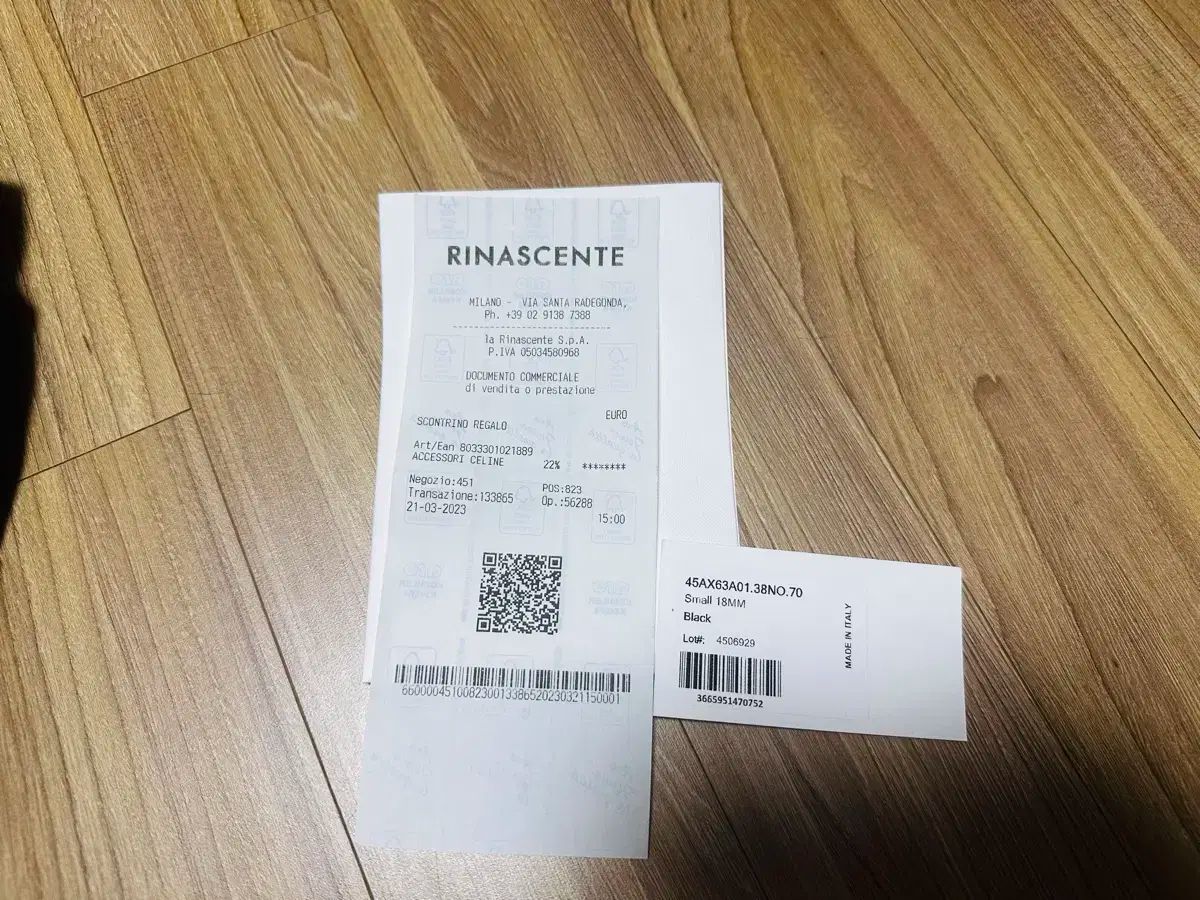 RINASCENTE
MILANO - VIA SANTA RADEGONDA,
Ph. +39 02 9138 7388
la Rinascente S.p.A.
P.IVA 05034580968
DOCUMENTO COMMERCIALE
di vendita o prestazione
EURO
SCONTRINO REGALO
Art/Ean 8033301021889
ACCESSORI CELINE 22% ********
Negozio:451 POS:823
Transazione:133865 Op.:56288
21-03-2023 15:00
660000451008230013386520230321150001
45AX63A01.38NO.70
Small 18MM
Black
Lot#: 4506929
3665951470752
MADE IN ITALY